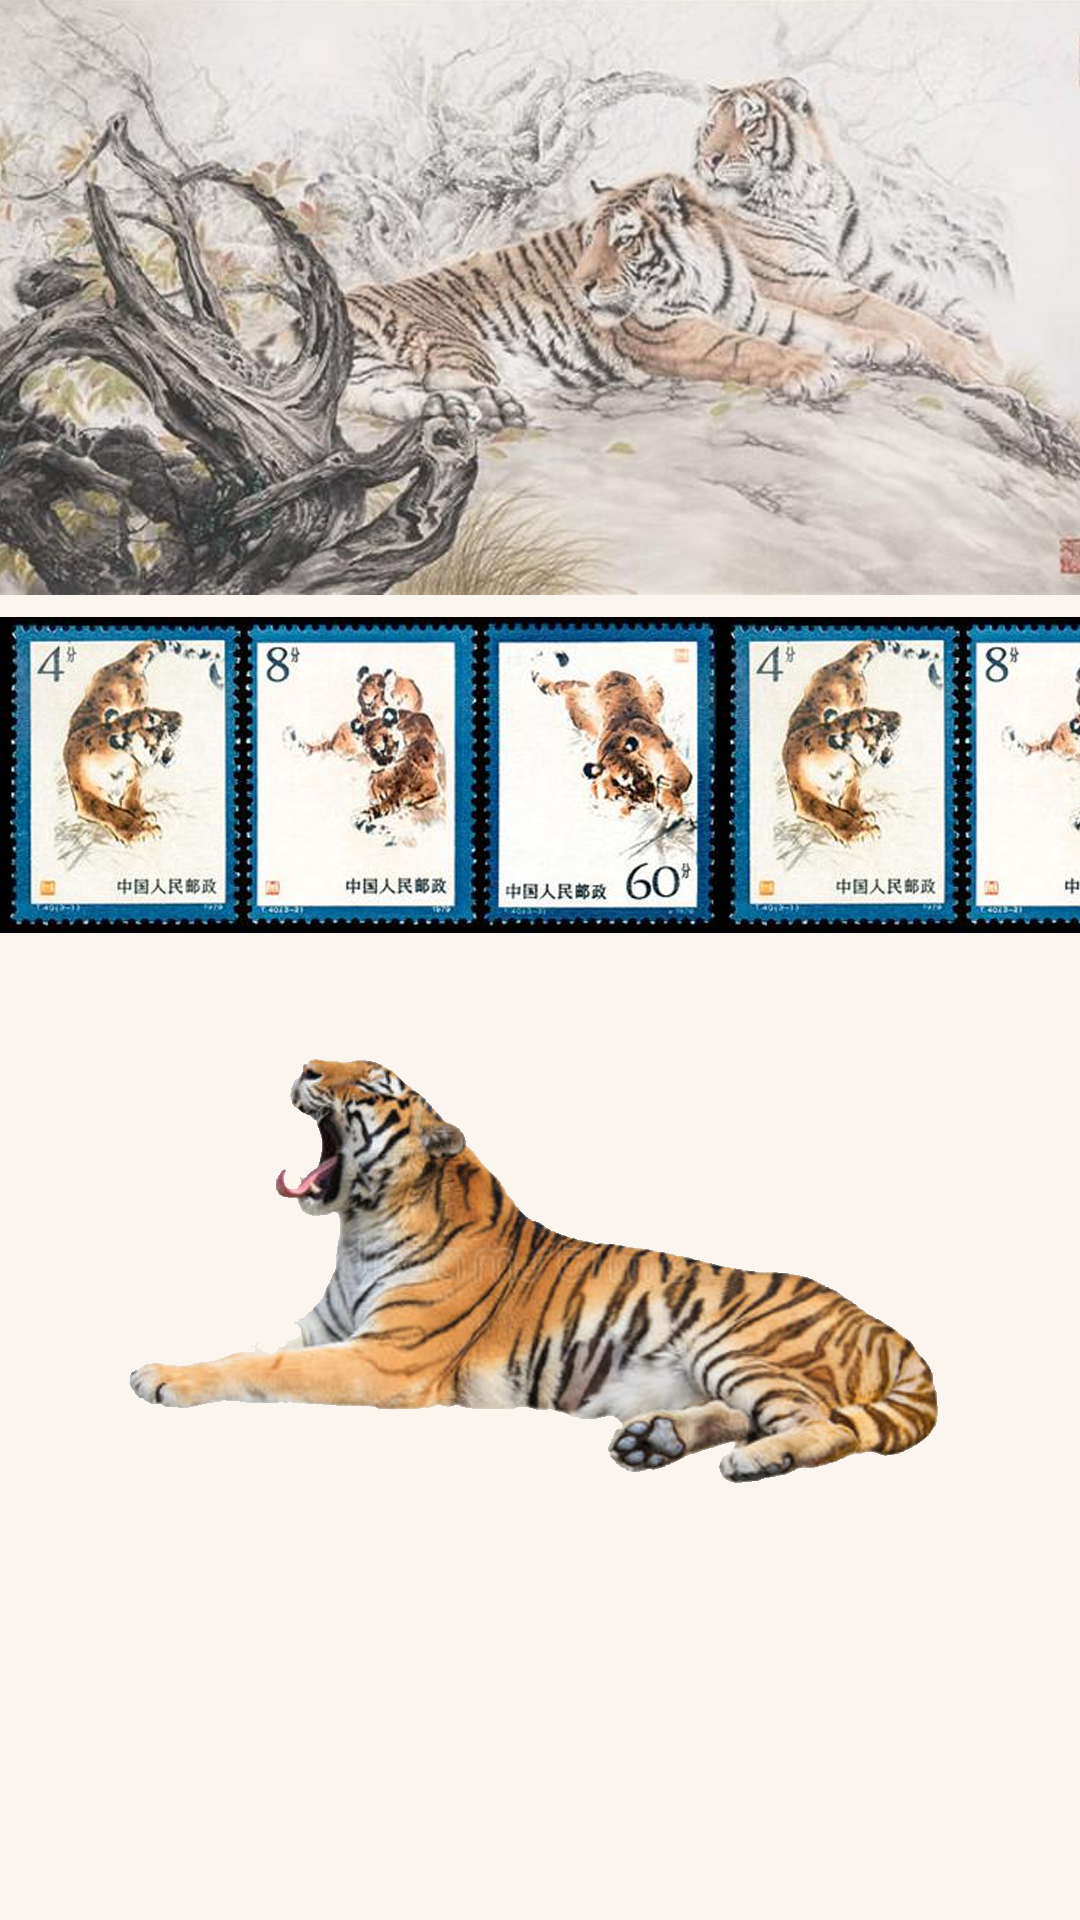 4分
中国人民邮政
T.40(3-1) 1979
8分
中国人民邮政
T.40(3-2) 1979
中国人民邮政 60分
T.40(3-3) 1979
4分
中国人民邮政
T.40(3-1) 1979
8分
中
T.40(3-2)